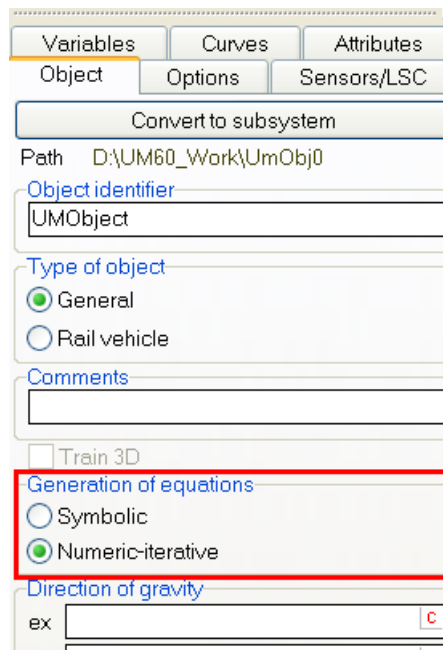 Variables Curves Attributes
Object Options Sensors/LSC
Convert to subsystem
Path D:\UM60_Work\UmObj0
Object identifier
UMObject
Type of object
General
Rail vehicle
Comments
Train 3D
Generation of equations
Symbolic
Numeric-iterative
Direction of gravity
ex C